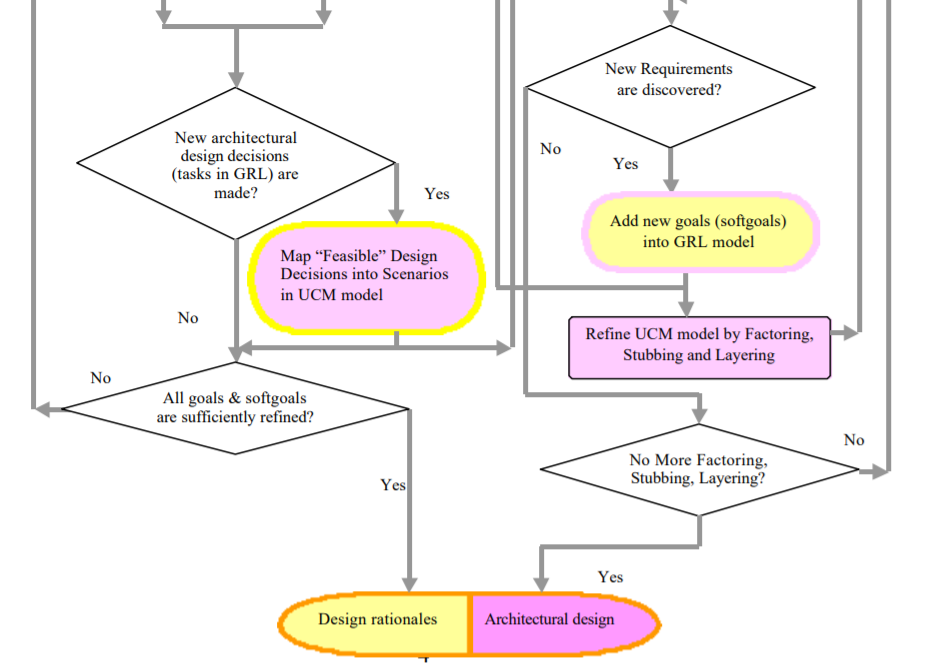 New Requirements
are discovered?
New architectural
design decisions
(tasks in GRL) are
made?
No
Yes
Yes
Add new goals (softgoals)
into GRL model
Map “Feasible” Design
Decisions into Scenarios
in UCM model
No
Refine UCM model by Factoring,
Stubbing and Layering
No
All goals & softgoals
are sufficiently refined?
No
No More Factoring,
Stubbing, Layering?
Yes
Yes
Design rationales
Architectural design